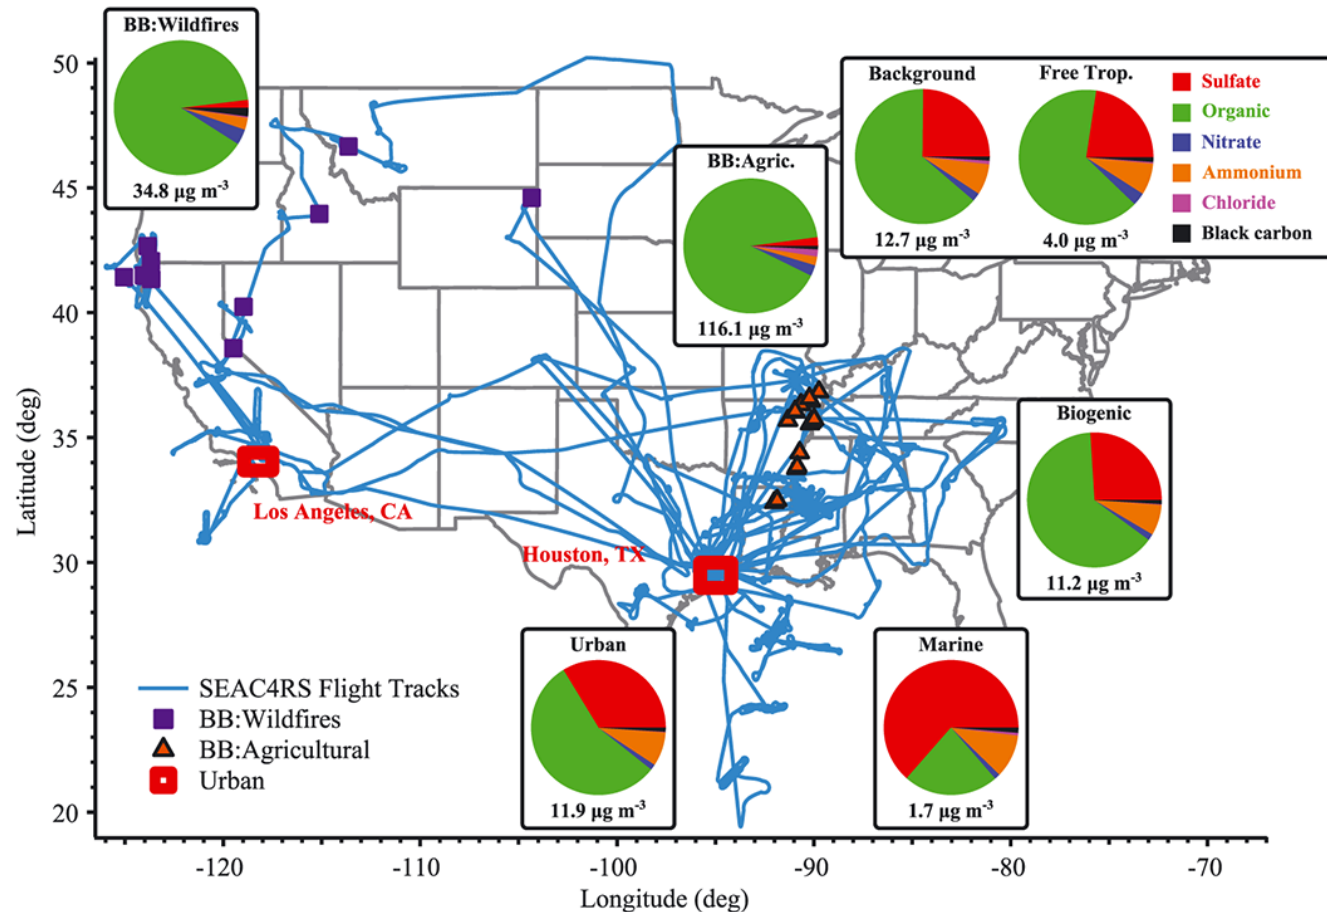 BB:Wildfires
34.8 µg m-3
Background
Free Trop.
12.7 µg m-3
4.0 µg m-3
Sulfate
Organic
Nitrate
Ammonium
Chloride
Black carbon
BB:Agric.
116.1 µg m-3
Biogenic
11.2 µg m-3
Los Angeles, CA
Houston, TX
Urban
11.9 µg m-3
Marine
1.7 µg m-3
SEAC4RS Flight Tracks
BB:Wildfires
BB:Agricultural
Urban
Latitude (deg)
50
45
40
35
30
25
20
-120
-110
-100
-90
-80
-70
Longitude (deg)